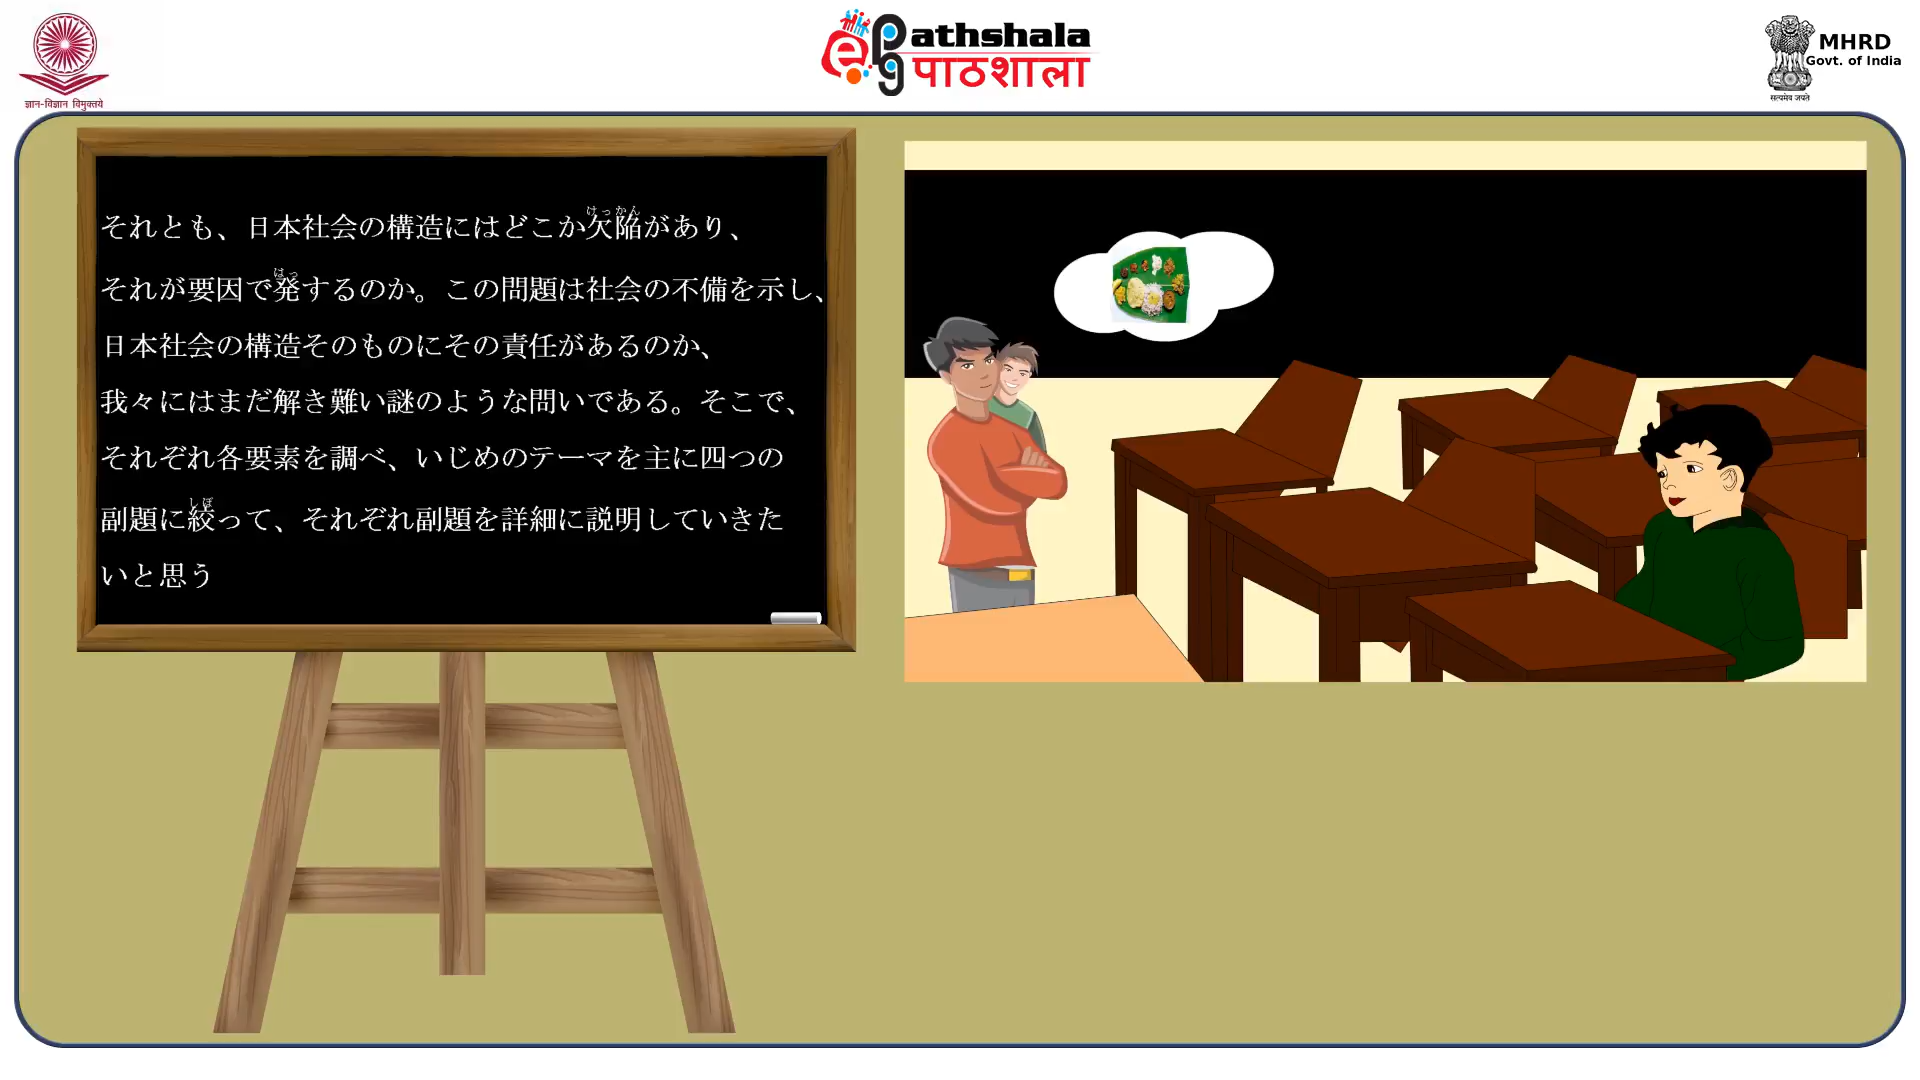 ज्ञान-विज्ञान विमुक्तये
ePathshala
पाठशाला
MHRD
Govt. of India
सत्यमेव जयते
それとも、日本社会の構造にはどこか欠陥があり、
けっかん
それが要因で発するのか。この問題は社会の不備を示し、
はっ
日本社会の構造そのものにその責任があるのか、
我々にはまだ解き難い謎のような問いである。そこで、
それぞれ各要素を調べ、いじめのテーマを主に四つの
副題に絞って、それぞれ副題を詳細に説明していきた
しぼ
いと思う